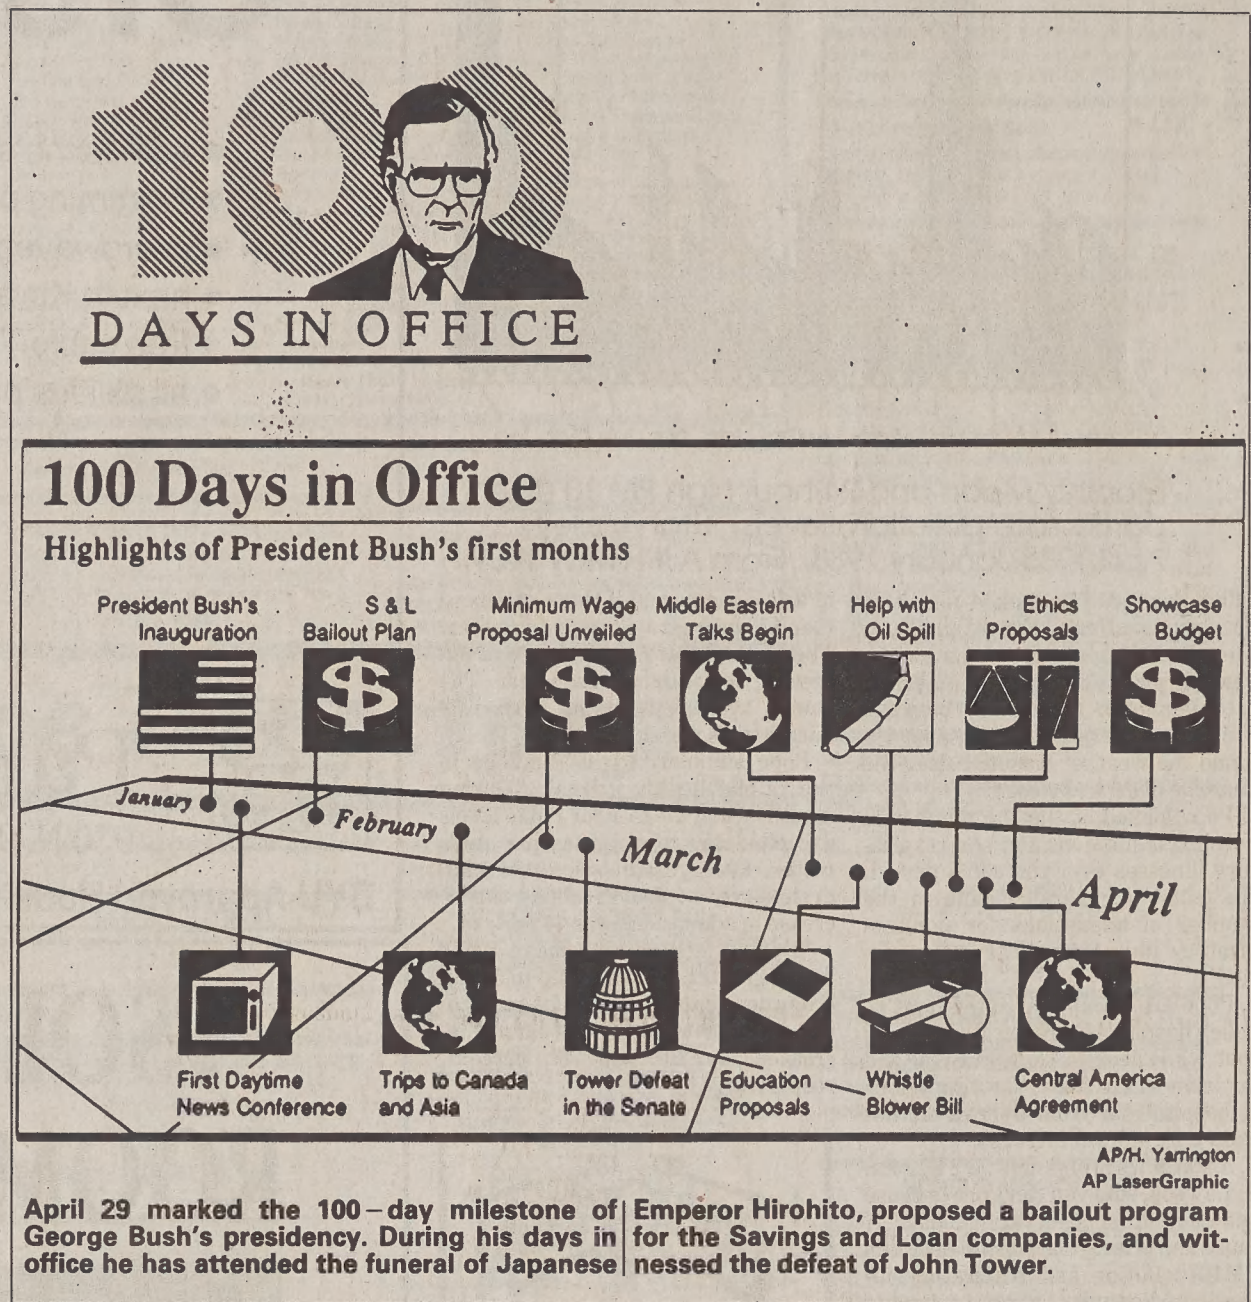 100
DAYS IN OFFICE
100 Days in Office
Highlights of President Bush's first months
President Bush's
Inauguration
S & L
Bailout Plan
Minimum Wage
Proposal Unveiled
Middle Eastern
Talks Begin
Help with
Oil Spill
Ethics
Proposals
Showcase
Budget
January
February
March
April
First Daytime
News Conference
Trips to Canada
and Asia
Tower Defeat
in the Senate
Education
Proposals
Whistle
Blower Bill
Central America
Agreement
AP/H. Yarrington
AP LaserGraphic
April 29 marked the 100–day milestone of
George Bush's presidency. During his days in
office he has attended the funeral of Japanese
Emperor Hirohito, proposed a bailout program
for the Savings and Loan companies, and wit-
nessed the defeat of John Tower.